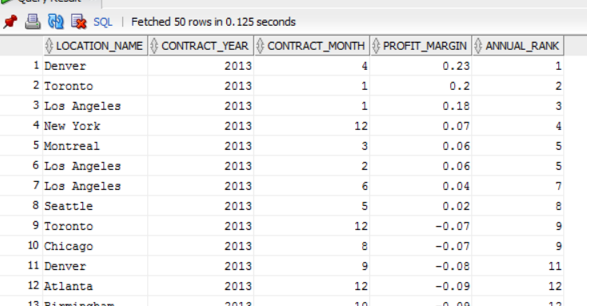 Query Result
SQL | Fetched 50 rows in 0.125 seconds
LOCATION_NAME CONTRACT_YEAR CONTRACT_MONTH PROFIT_MARGIN ANNUAL_RANK
1 Denver 2013 4 0.23 1
2 Toronto 2013 1 0.2 2
3 Los Angeles 2013 1 0.18 3
4 New York 2013 12 0.07 4
5 Montreal 2013 3 0.06 5
6 Los Angeles 2013 2 0.06 5
7 Los Angeles 2013 6 0.04 7
8 Seattle 2013 5 0.02 8
9 Toronto 2013 12 -0.07 9
10 Chicago 2013 8 -0.07 9
11 Denver 2013 9 -0.08 11
12 Atlanta 2013 12 -0.09 12
13 Birmingham 2013 10 -0.09 12